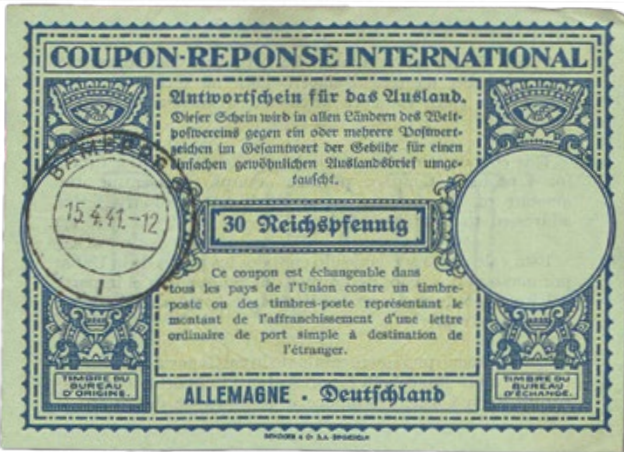 COUPON-REPONSE INTERNATIONAL
Antwortschein für das Ausland.
Dieser Schein wird in allen Ländern des Welt-
postvereins gegen ein oder mehrere Postwert-
zeichen im Gesamtwert der Gebühr für einen
einfachen gewöhnlichen Auslandsbrief umge-
tauscht.
BAMBERG
15.4.41.-12
1
30 Reichspfennig
Ce coupon est échangeable dans
tous les pays de l'Union contre un timbre-
poste ou des timbres-poste représentant le
montant de l'affranchissement d'une lettre
ordinaire de port simple à destination de
l'étranger.
TIMBRE DU
BUREAU
D'ORIGINE.
ALLEMAGNE - Deutschland
TIMBRE DU
BUREAU
D'ÉCHANGE.